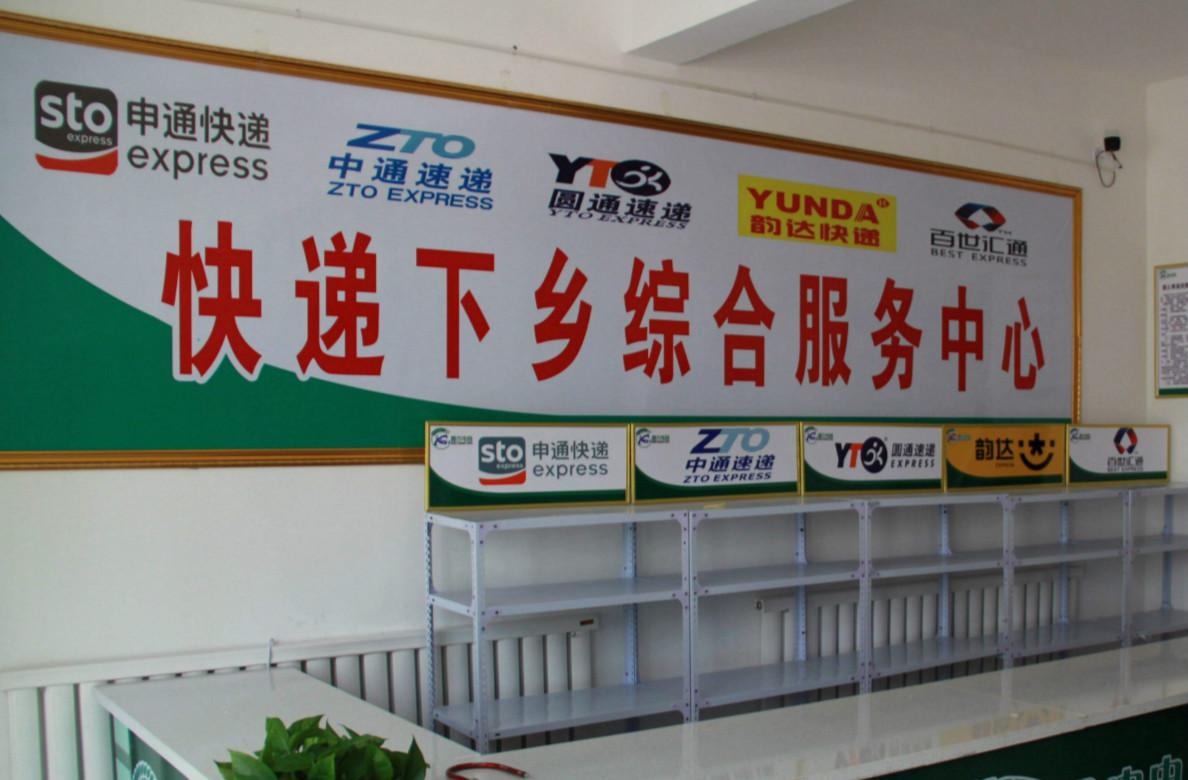 sto
express
申通快递
express
ZTO
中通速递
ZTO EXPRESS
YTO
圆通速递
YTO EXPRESS
YUNDA
韵达快递
百世汇通
BEST EXPRESS
快递下乡综合服务中心
sto
express
申通快递
express
ZTO
中通速递
ZTO EXPRESS
YTO
圆通速递
EXPRESS
韵达
百世汇通
BEST EXPRESS